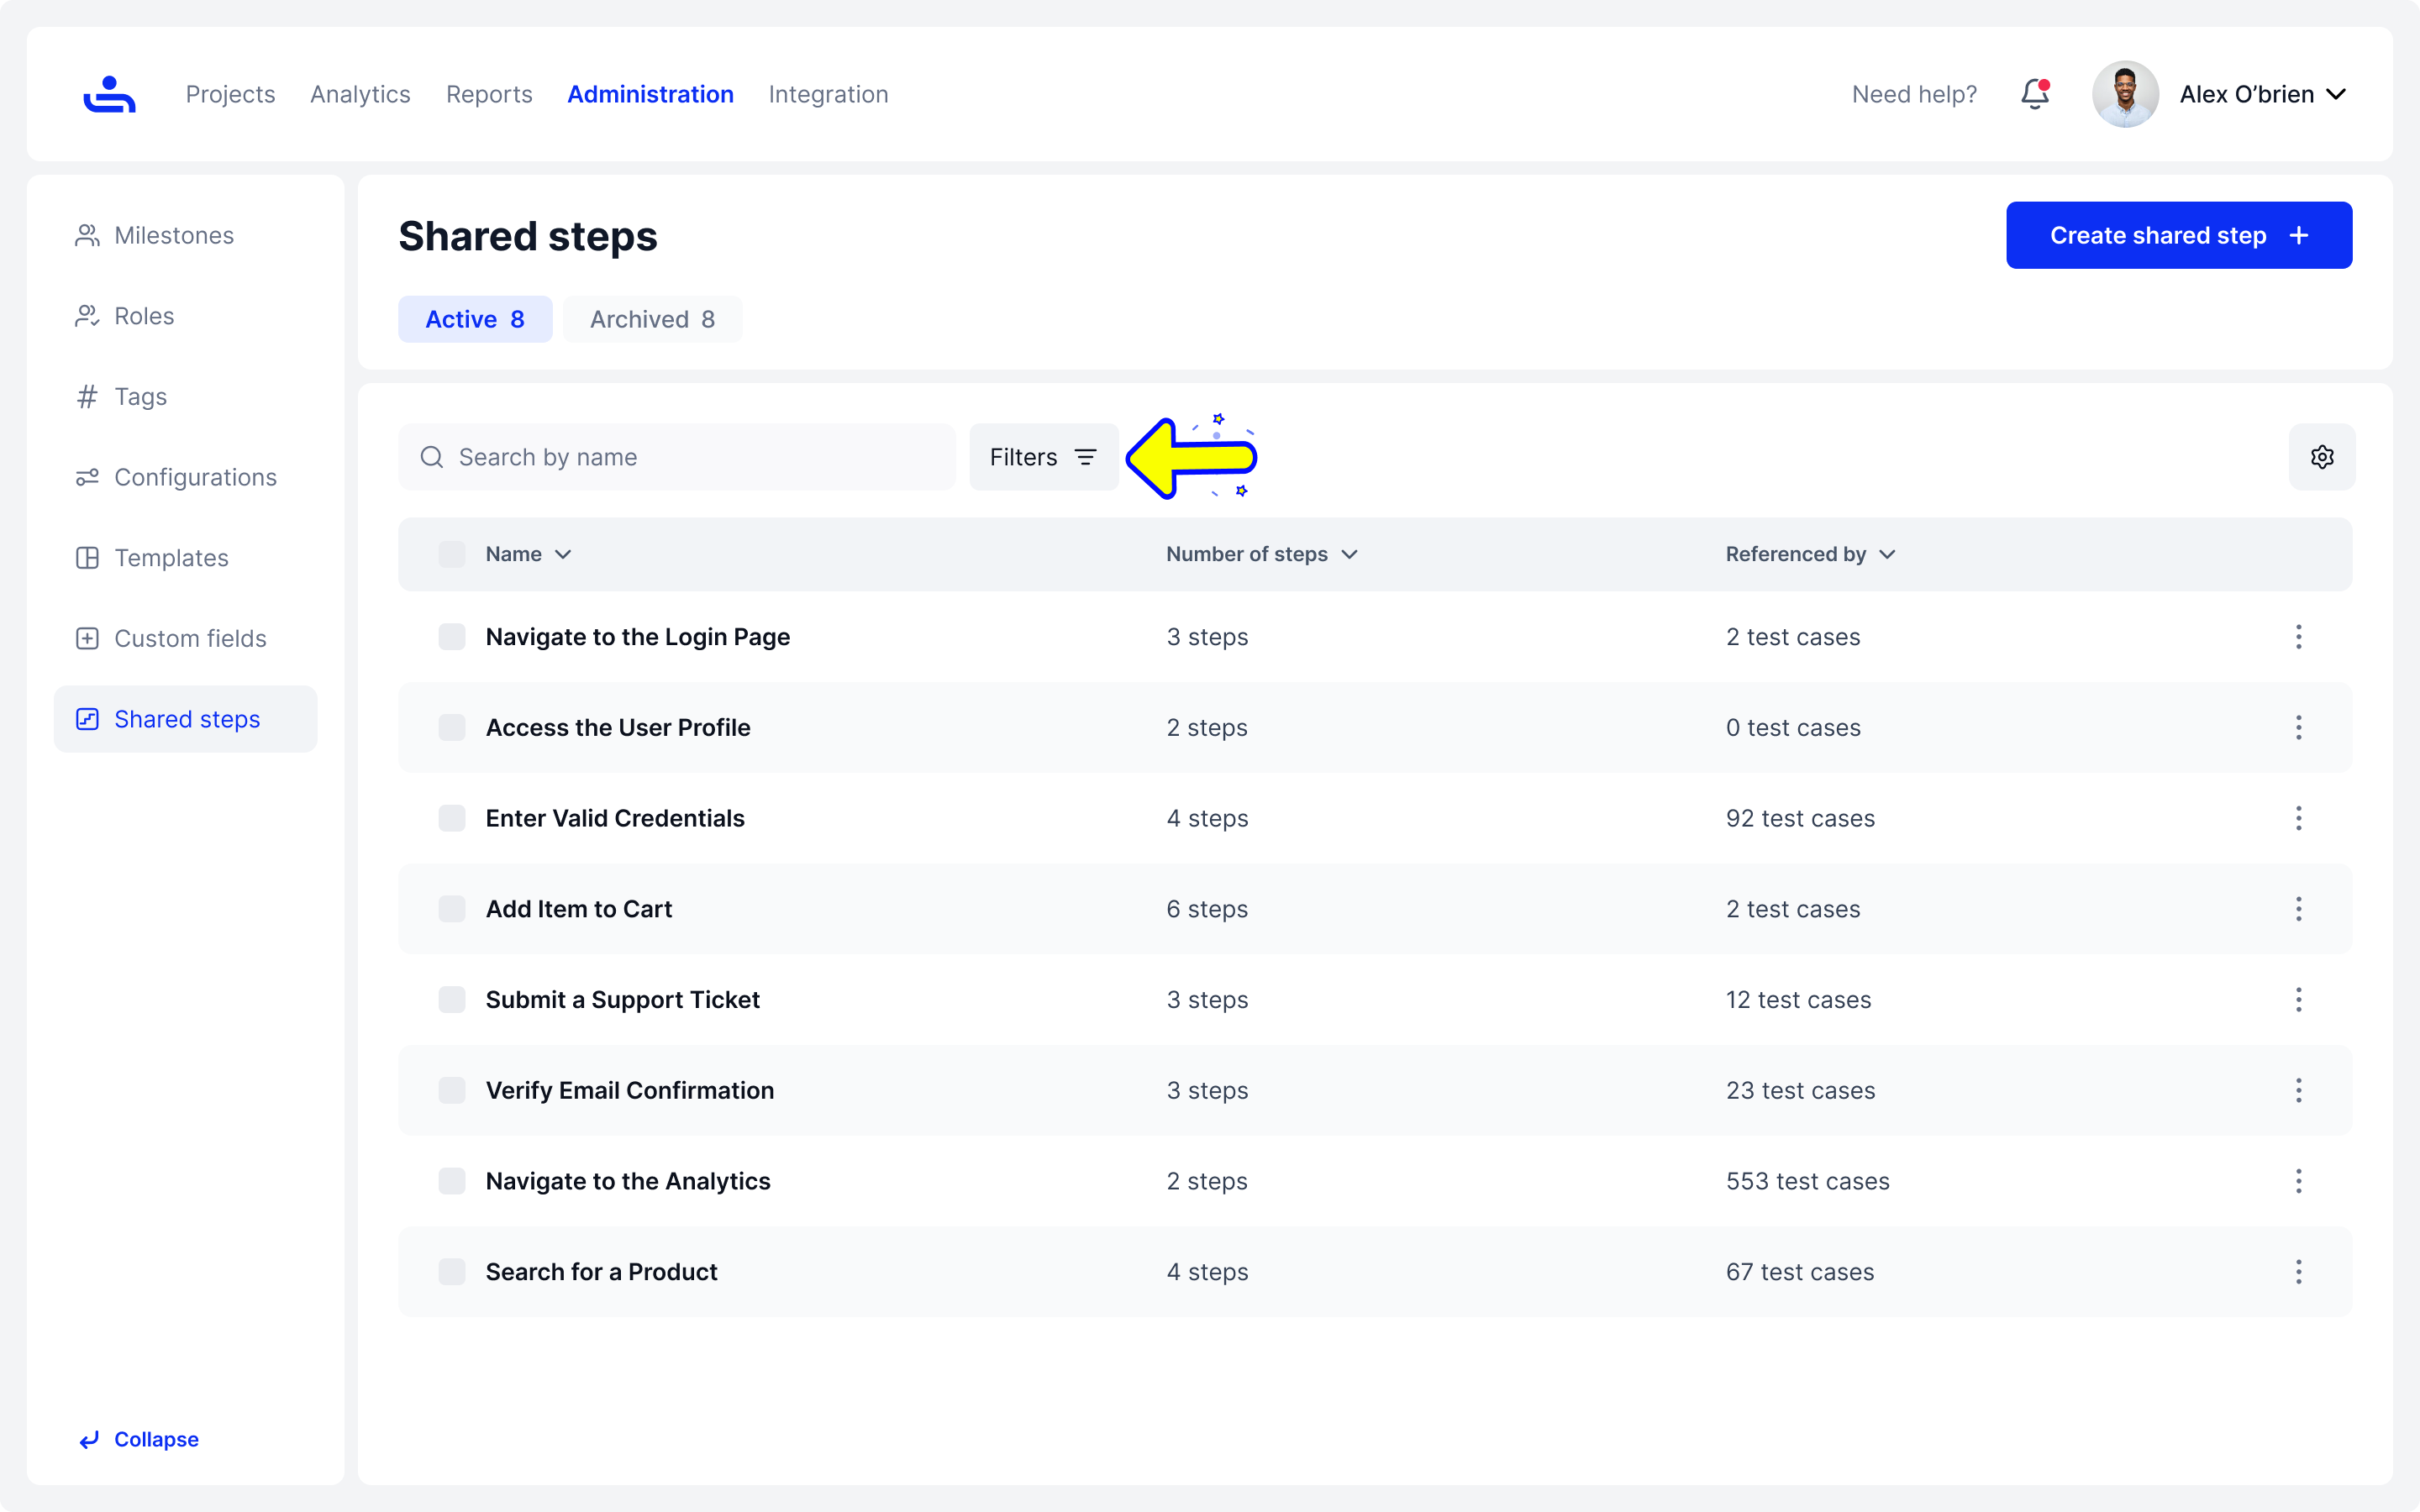 Projects Analytics Reports Administration Integration Need help? Alex O’brien
Milestones
Roles
Tags
Configurations
Templates
Custom fields
Shared steps
Collapse
Shared steps
Create shared step
Active 8 Archived 8
Search by name Filters
Name Number of steps Referenced by
Navigate to the Login Page 3 steps 2 test cases
Access the User Profile 2 steps 0 test cases
Enter Valid Credentials 4 steps 92 test cases
Add Item to Cart 6 steps 2 test cases
Submit a Support Ticket 3 steps 12 test cases
Verify Email Confirmation 3 steps 23 test cases
Navigate to the Analytics 2 steps 553 test cases
Search for a Product 4 steps 67 test cases